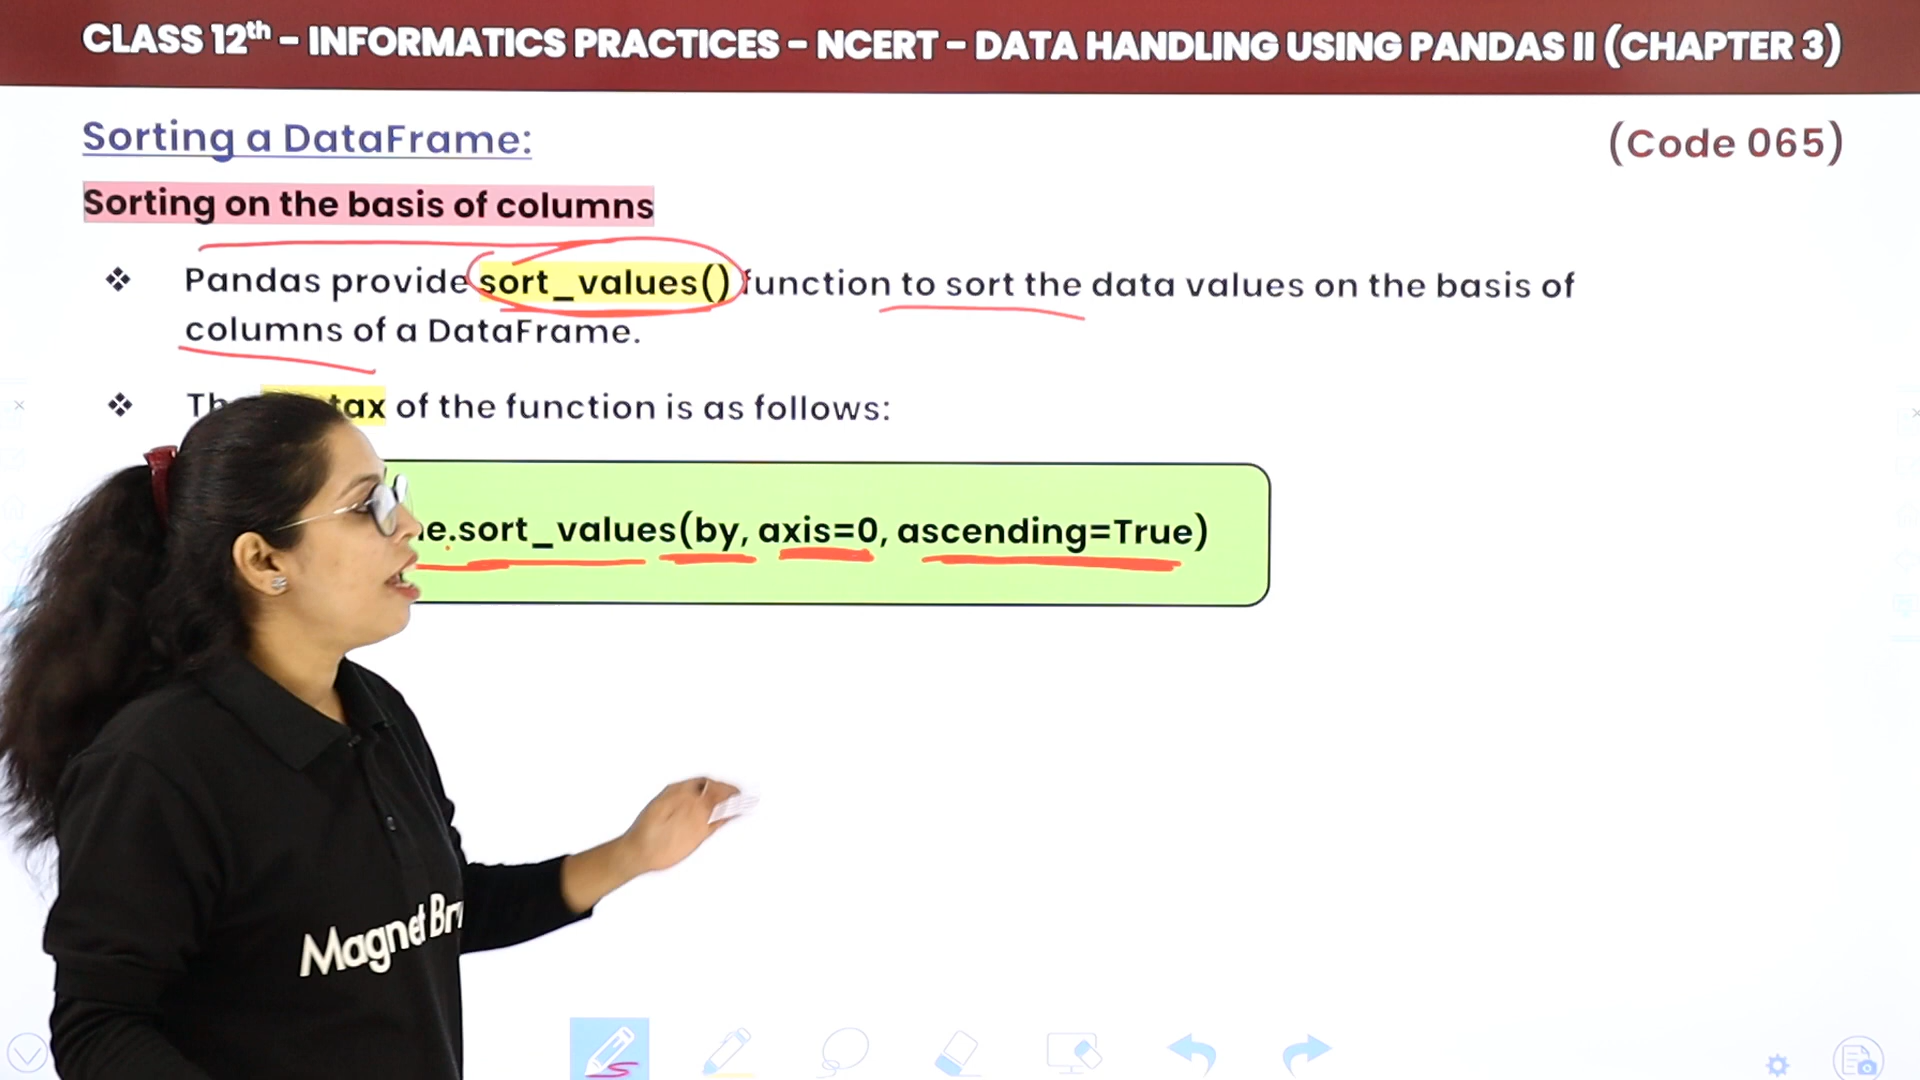 CLASS 12th - INFORMATICS PRACTICES - NCERT - DATA HANDLING USING PANDAS II (CHAPTER 3)
Sorting a DataFrame:
(Code 065)
Sorting on the basis of columns
❖ Pandas provide sort_values() function to sort the data values on the basis of
columns of a DataFrame.
❖ of the function is as follows:
.sort_values(by, axis=0, ascending=True)
Magnet